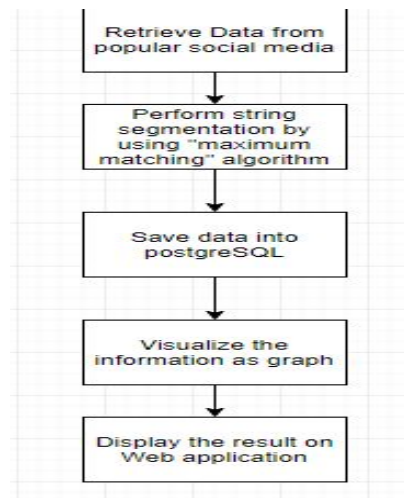 Retrieve Data from
popular social media
Perform string
segmentation by
using "maximum
matching" algorithm
Save data into
postgreSQL
Visualize the
information as graph
Display the result on
Web application